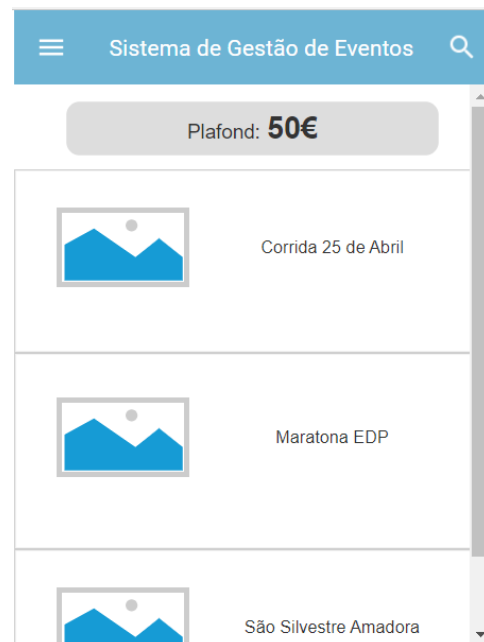 Sistema de Gestão de Eventos
Plafond: 50€
Corrida 25 de Abril
Maratona EDP
São Silvestre Amadora